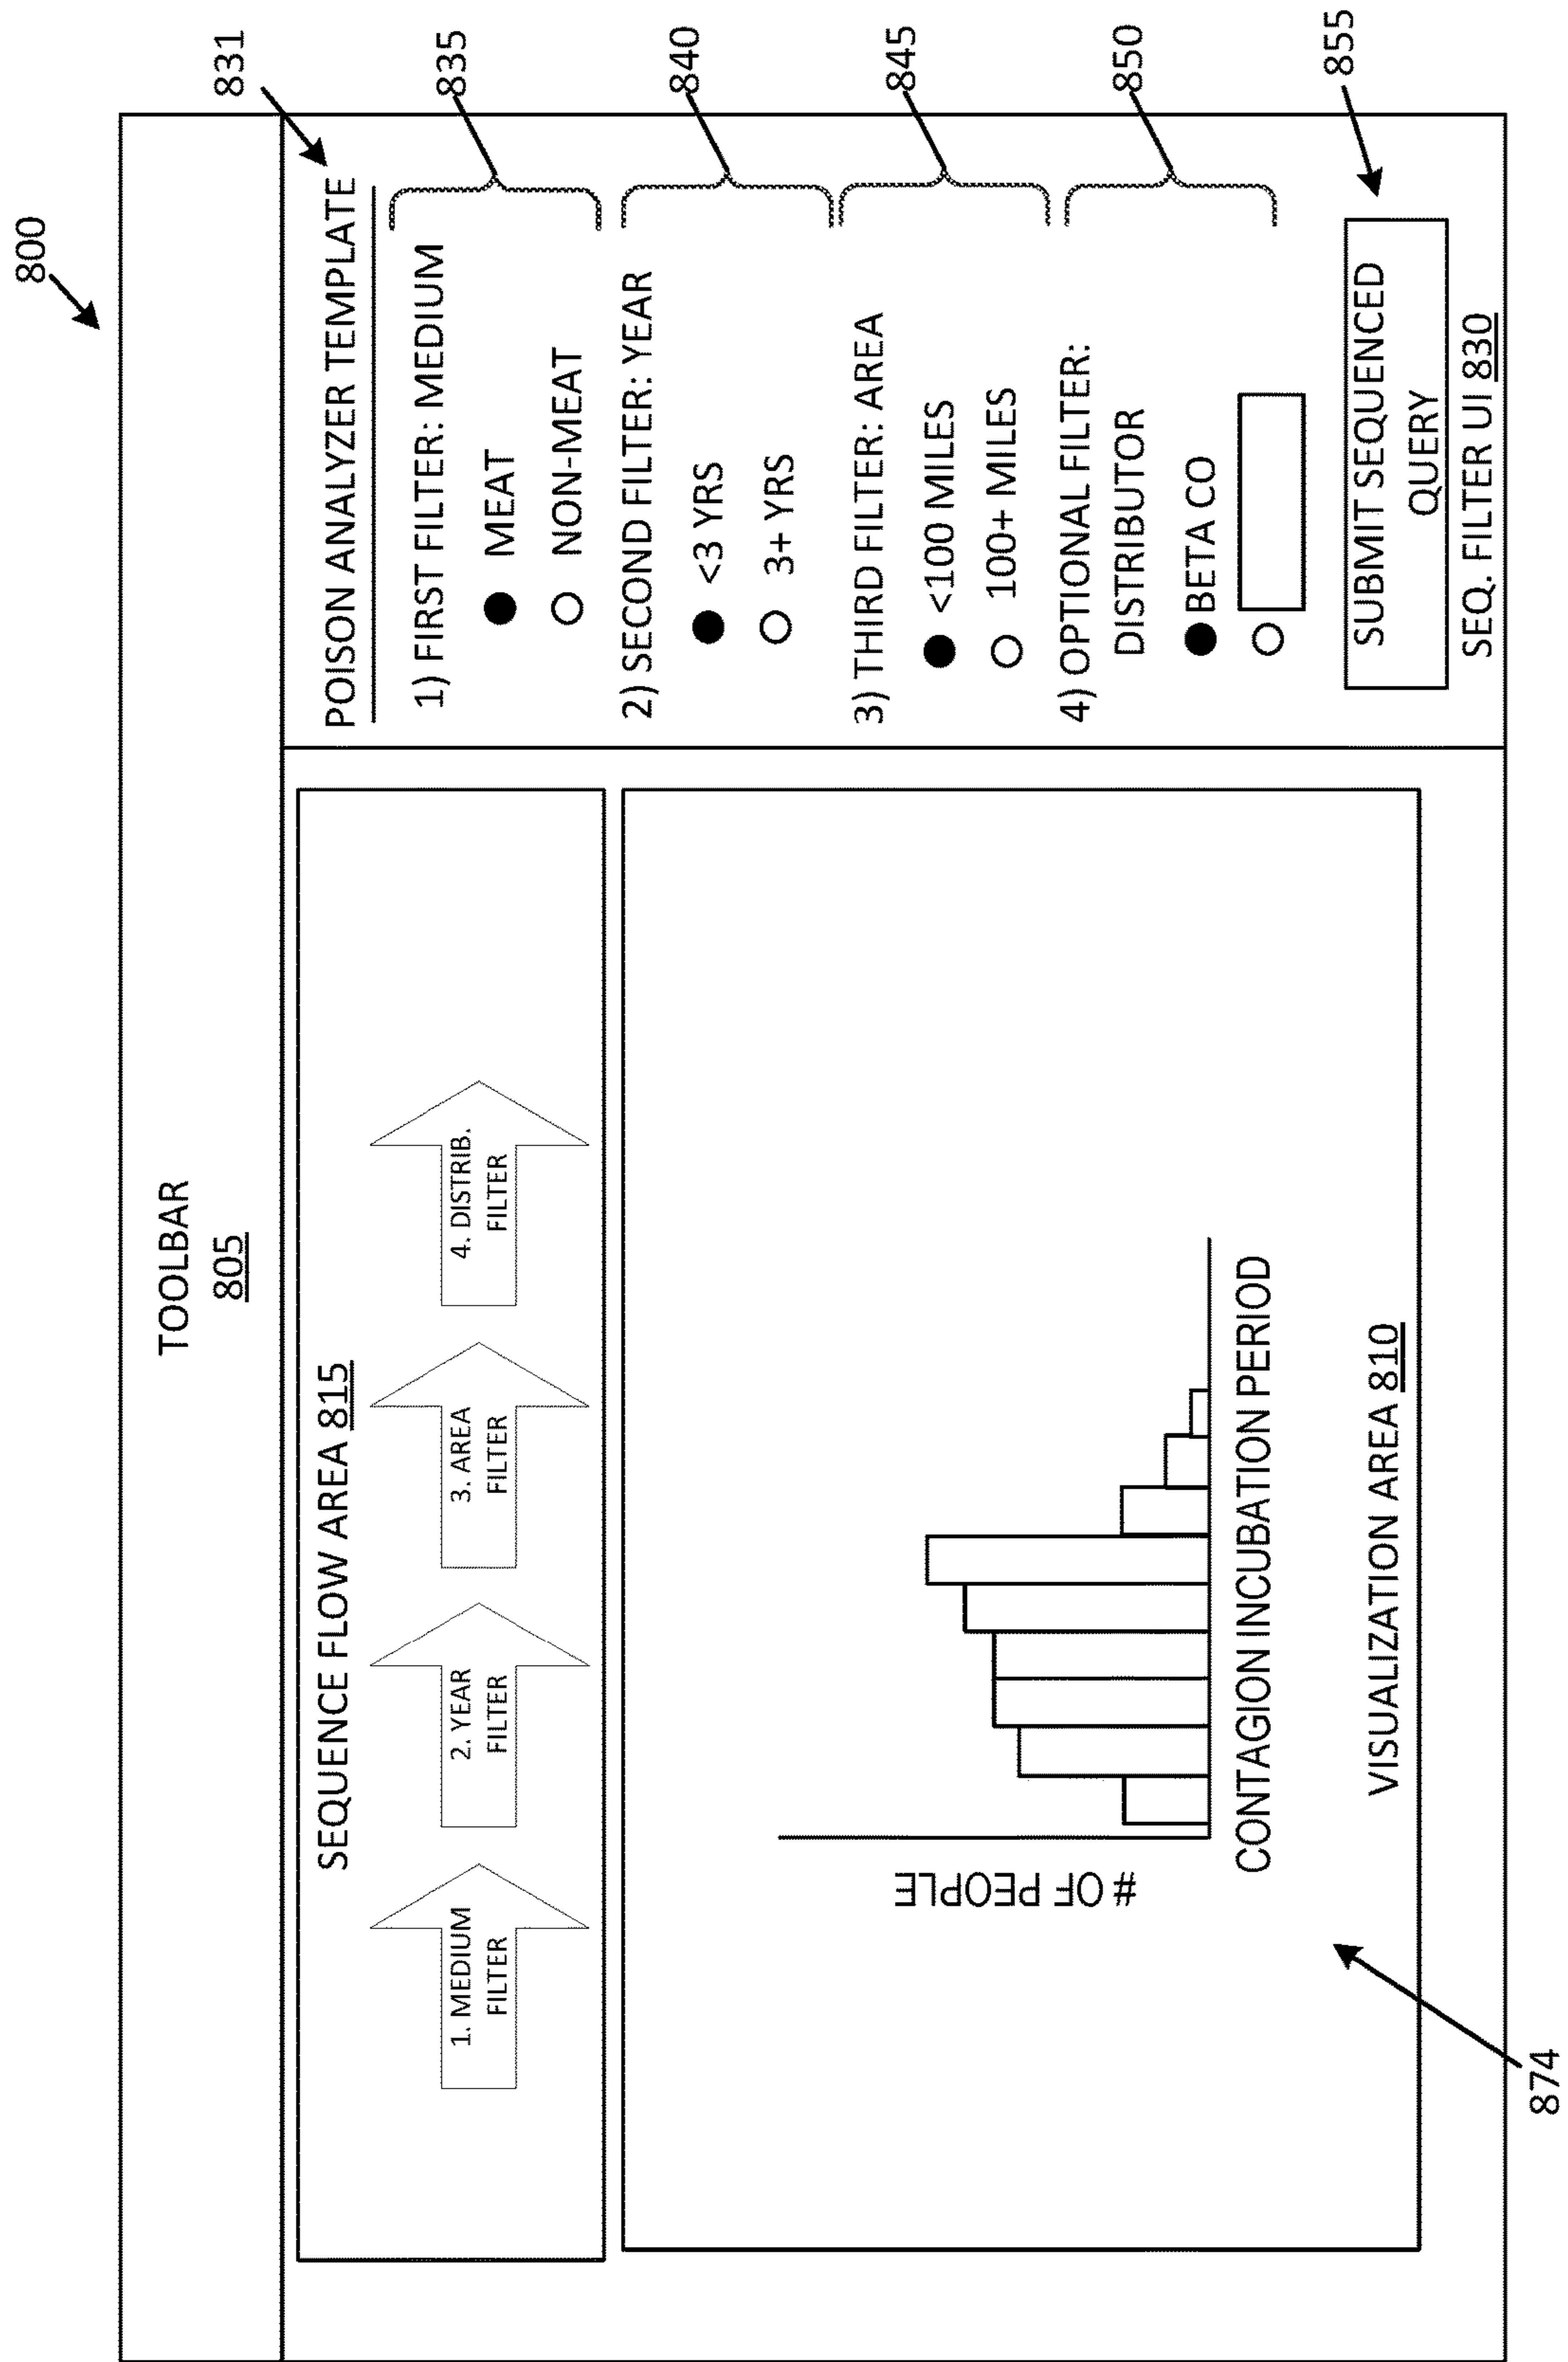 800
TOOLBAR
805
SEQUENCE FLOW AREA 815
1. MEDIUM
FILTER
2. YEAR
FILTER
3. AREA
FILTER
4. DISTRIB.
FILTER
# OF PEOPLE
CONTAGION INCUBATION PERIOD
VISUALIZATION AREA 810
874
POISON ANALYZER TEMPLATE
831
1) FIRST FILTER: MEDIUM
MEAT
NON-MEAT
835
2) SECOND FILTER: YEAR
<3 YRS
3+ YRS
840
3) THIRD FILTER: AREA
<100 MILES
100+ MILES
845
4) OPTIONAL FILTER:
DISTRIBUTOR
BETA CO
850
SUBMIT SEQUENCED
QUERY
855
SEQ. FILTER UI 830